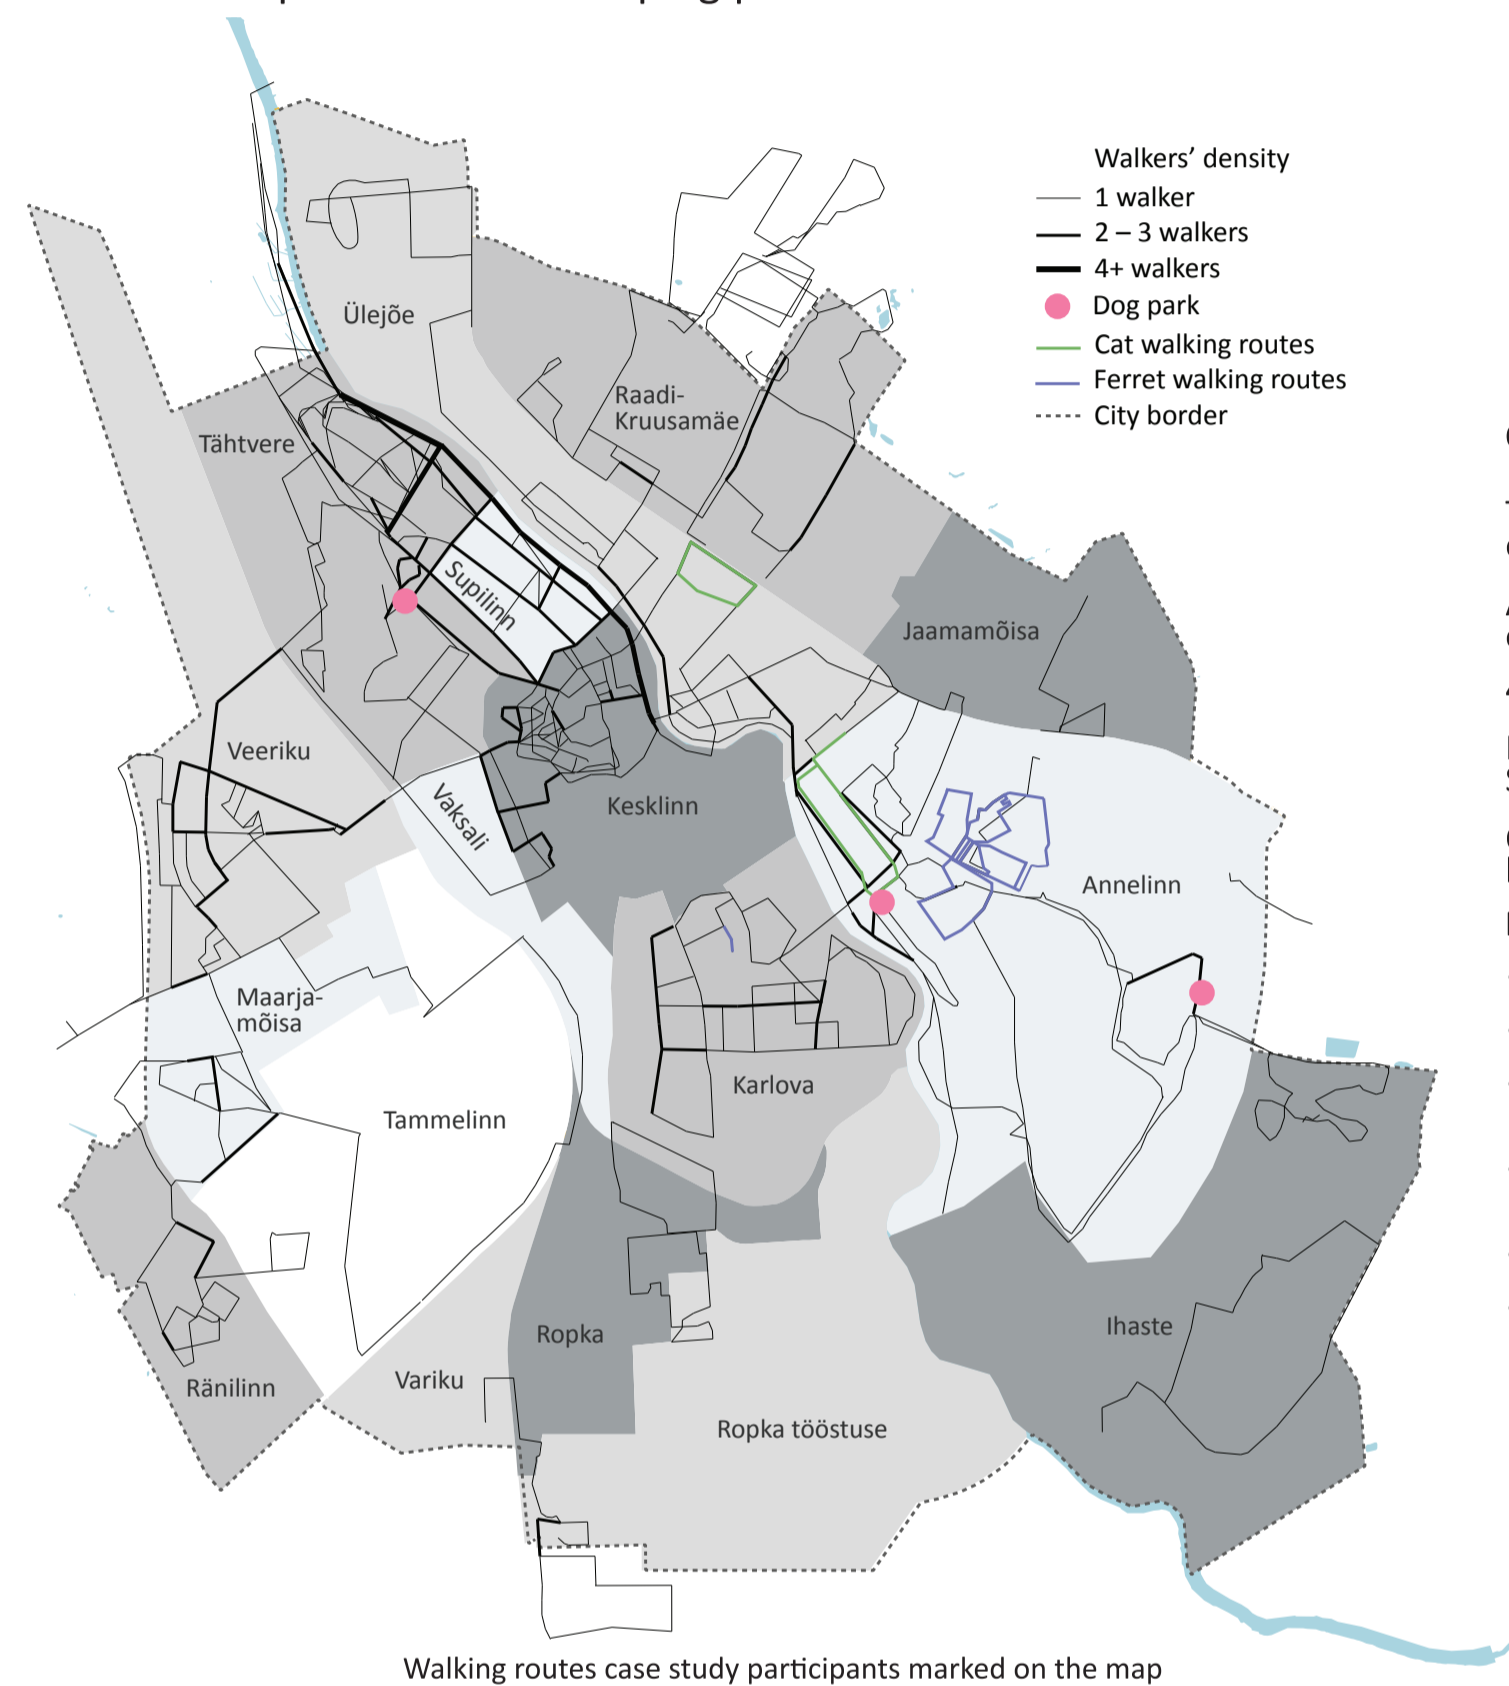 Walkers’ density
1 walker
2 – 3 walkers
4+ walkers
Dog park
Cat walking routes
Ferret walking routes
City border
Ülejõe
Raadi-
Kruusamäe
Tähtvere
Supilinn
Jaamamõisa
Veeriku
Vaksali
Kesklinn
Annelinn
Maarja-
mõisa
Karlova
Tammelinn
Ropka
Ihaste
Variku
Ränilinn
Ropka tööstuse
Walking routes case study participants marked on the map